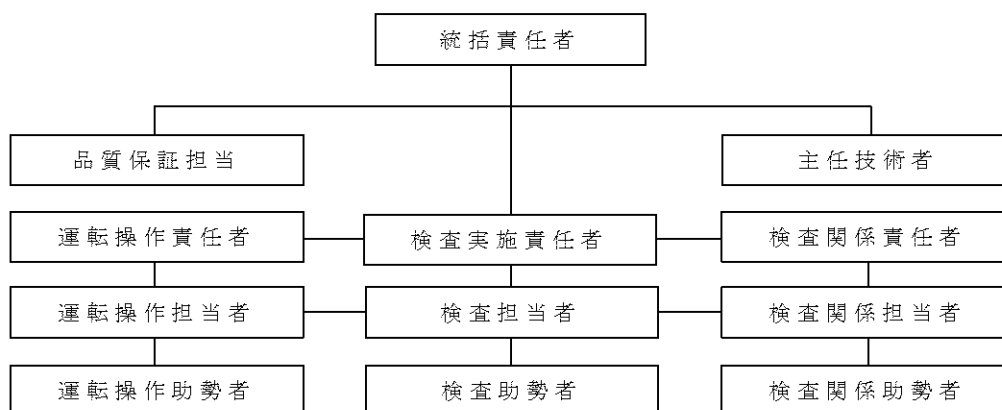 統括責任者
品質保証担当
主任技術者
運転操作責任者
検査実施責任者
検査関係責任者
運転操作担当者
検査担当者
検査関係担当者
運転操作助勢者
検査助勢者
検査関係助勢者